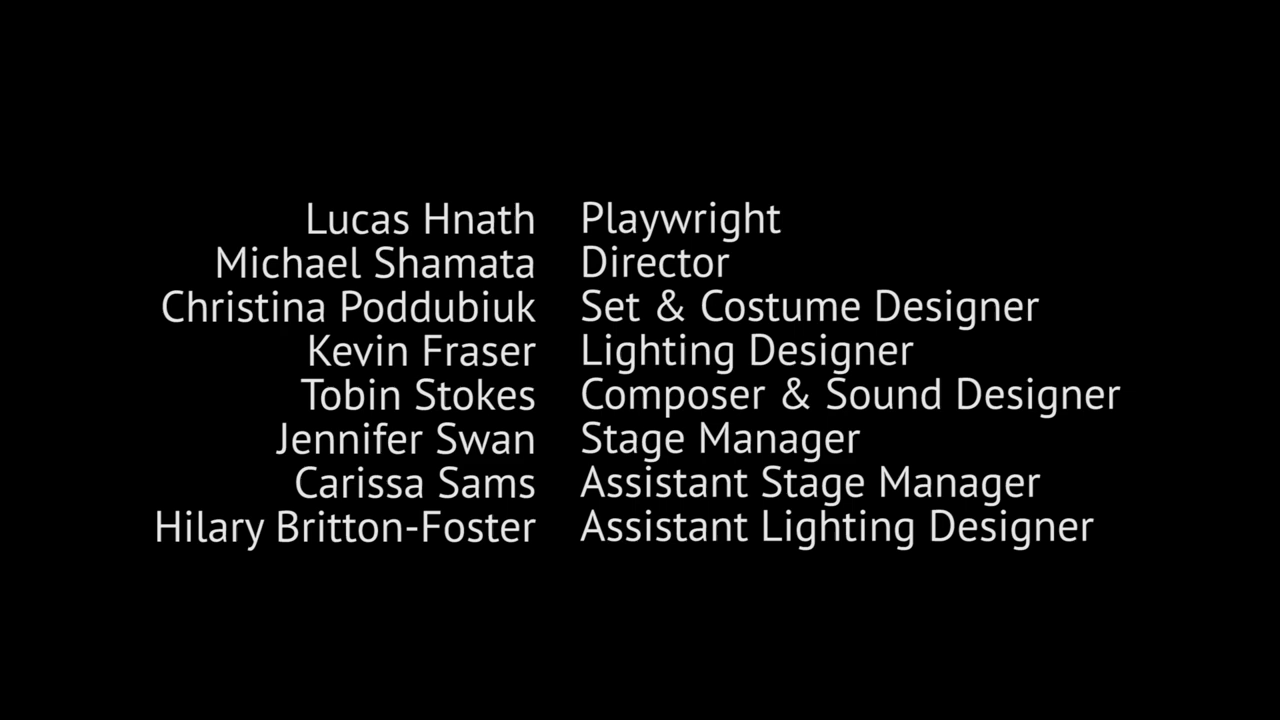 Lucas Hnath Playwright
Michael Shamata Director
Christina Poddubiuk Set & Costume Designer
Kevin Fraser Lighting Designer
Tobin Stokes Composer & Sound Designer
Jennifer Swan Stage Manager
Carissa Sams Assistant Stage Manager
Hilary Britton-Foster Assistant Lighting Designer